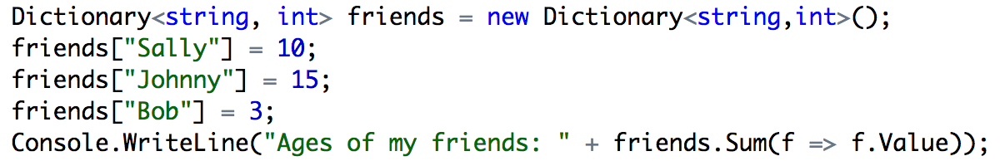 Dictionary<string, int> friends = new Dictionary<string,int>();
friends["Sally"] = 10;
friends["Johnny"] = 15;
friends["Bob"] = 3;
Console.WriteLine("Ages of my friends: " + friends.Sum(f => f.Value));